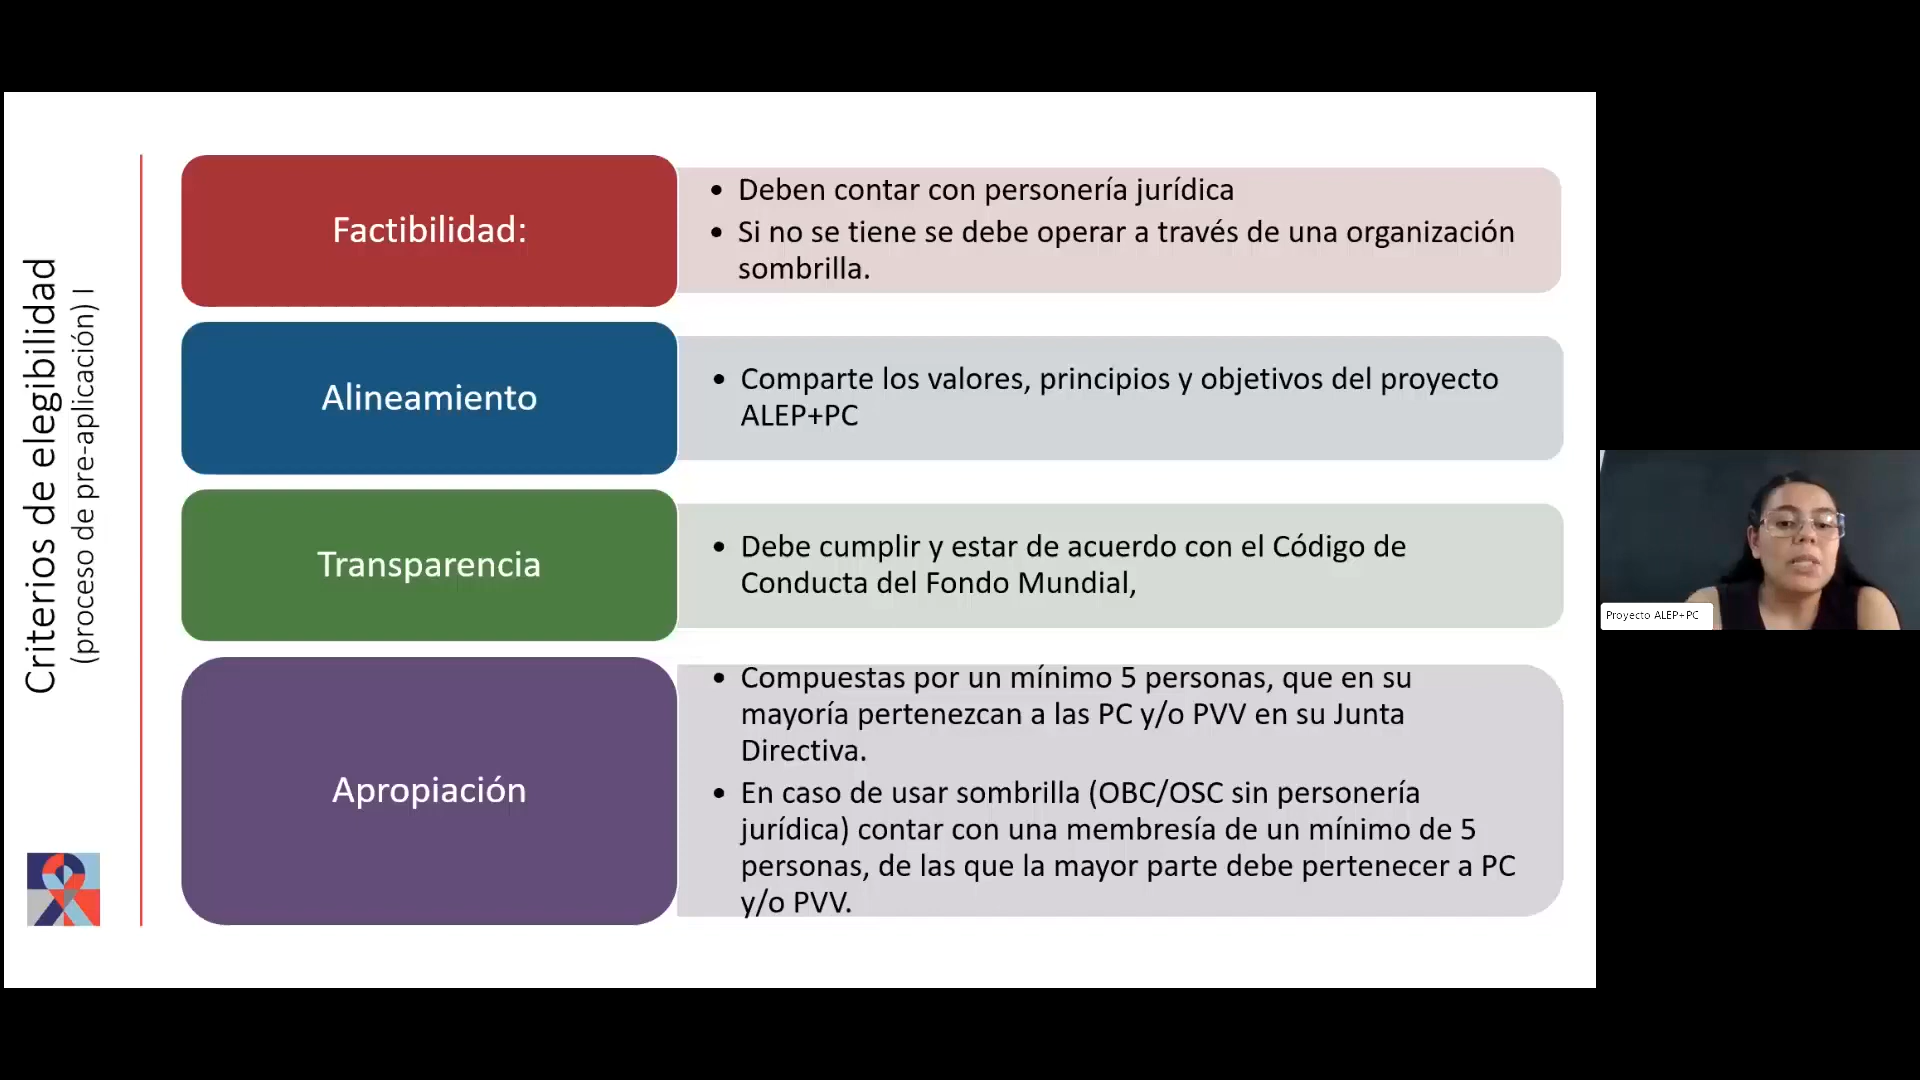 Criterios de elegibilidad
(proceso de pre-aplicación) I
Factibilidad:
• Deben contar con personería jurídica
• Si no se tiene se debe operar a través de una organización
sombrilla.
Alineamiento
• Comparte los valores, principios y objetivos del proyecto
ALEP+PC
Transparencia
• Debe cumplir y estar de acuerdo con el Código de
Conducta del Fondo Mundial,
Apropiación
• Compuestas por un mínimo 5 personas, que en su
mayoría pertenezcan a las PC y/o PVV en su Junta
Directiva.
• En caso de usar sombrilla (OBC/OSC sin personería
jurídica) contar con una membresía de un mínimo de 5
personas, de las que la mayor parte debe pertenecer a PC
y/o PVV.
Proyecto ALEP+PC